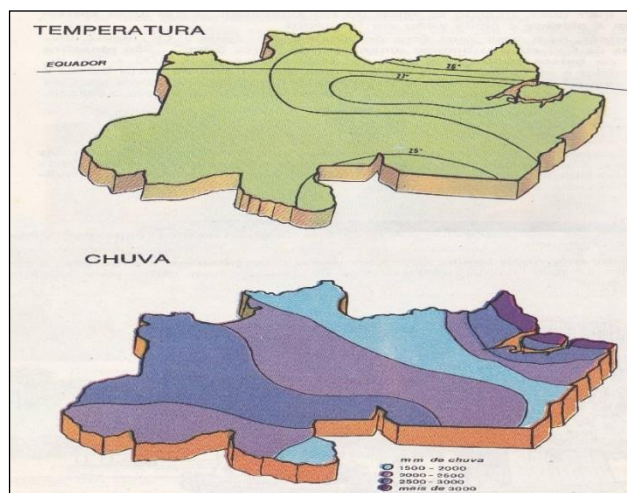 TEMPERATURA
EQUADOR
26°
27°
25°
CHUVA
mm de chuva
1500 - 2000
2000 - 2500
2500 - 3000
mais de 3000